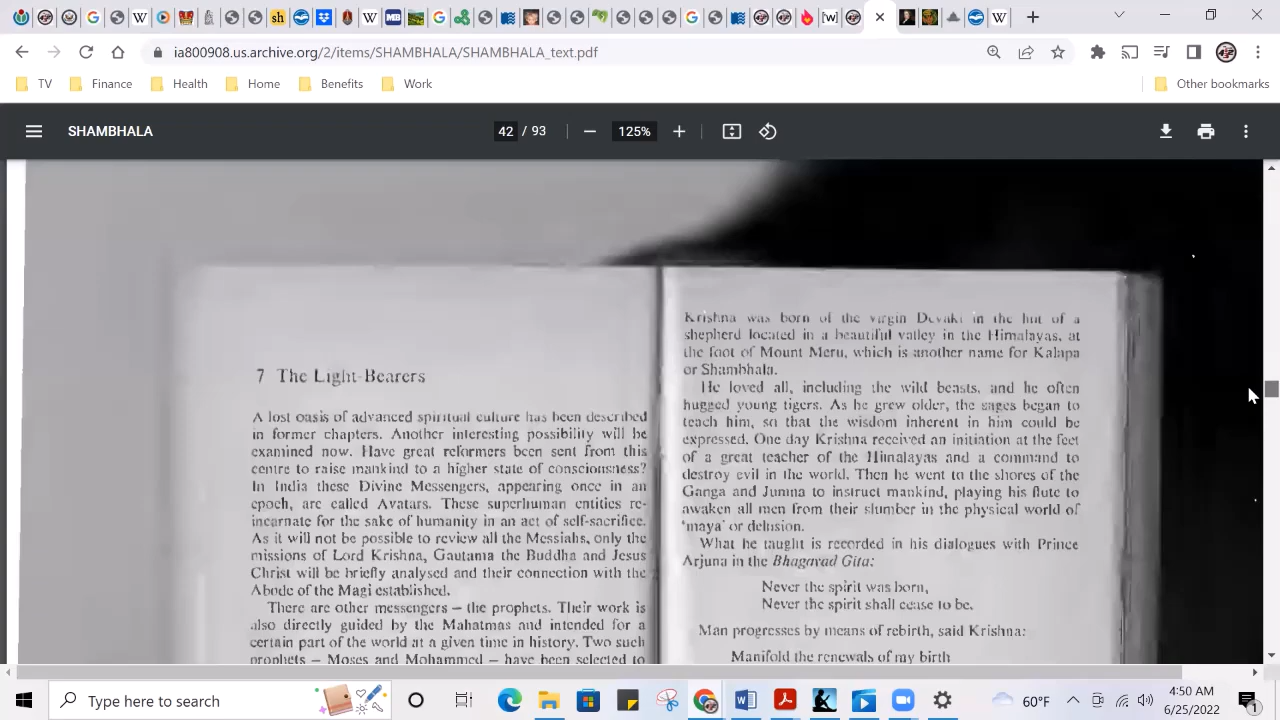 ia800908.us.archive.org/2/items/SHAMBHALA/SHAMBHALA_text.pdf
TV
Finance
Health
Home
Benefits
Work
Other bookmarks
SHAMBHALA
42 / 93
125%
7 The Light-Bearers
A lost oasis of advanced spiritual culture has been described
in former chapters. Another interesting possibility will be
examined now. Have great reformers been sent from this
centre to raise mankind to a higher state of consciousness?
In India these Divine Messengers, appearing once in an
epoch, are called Avatars. These superhuman entities re-
incarnate for the sake of humanity in an act of self-sacrifice.
As it will not be possible to review all the Messiahs, only the
missions of Lord Krishna, Gautama the Buddha and Jesus
Christ will be briefly analysed and their connection with the
Abode of the Magi established.
There are other messengers – the prophets. Their work is
also directly guided by the Mahatmas and intended for a
certain part of the world at a given time in history. Two such
prophets – Moses and Mohammed – have been selected to
Krishna was born of the virgin Devaki in the hut of a
shepherd located in a beautiful valley in the Himalayas, at
the foot of Mount Meru, which is another name for Kalapa
or Shambhala.
He loved all, including the wild beasts, and he often
hugged young tigers. As he grew older, the sages began to
teach him, so that the wisdom inherent in him could be
expressed. One day Krishna received an initiation at the feet
of a great teacher of the Himalayas and a command to
destroy evil in the world. Then he went to the shores of the
Ganga and Jumna to instruct mankind, playing his flute to
awaken all men from their slumber in the physical world of
'maya' or delusion.
What he taught is recorded in his dialogues with Prince
Arjuna in the Bhagavad Gita:
Never the spirit was born,
Never the spirit shall cease to be.
Man progresses by means of rebirth, said Krishna:
Manifold the renewals of my birth
Type here to search
60°F
4:50 AM
6/25/2022